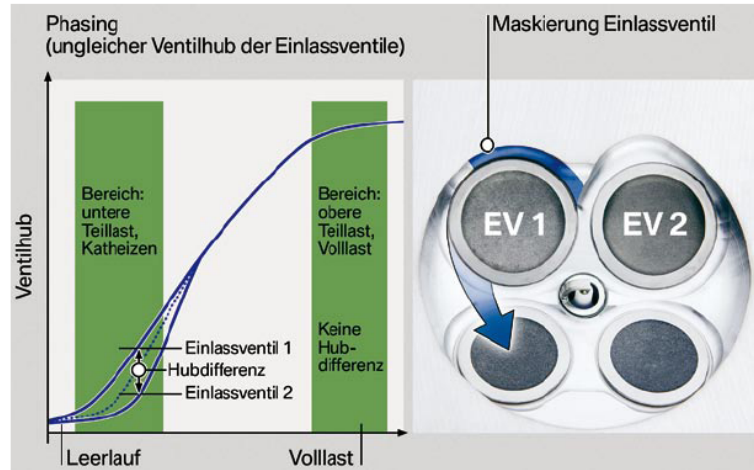 Phasing
(ungleicher Ventilhub der Einlassventile)
Maskierung Einlassventil
Ventilhub
Bereich:
untere
Teillast,
Katheizen
Bereich:
obere
Teillast,
Volllast
EV 1
EV 2
Einlassventil 1
Hubdifferenz
Einlassventil 2
Keine
Hub-
differenz
Leerlauf
Volllast